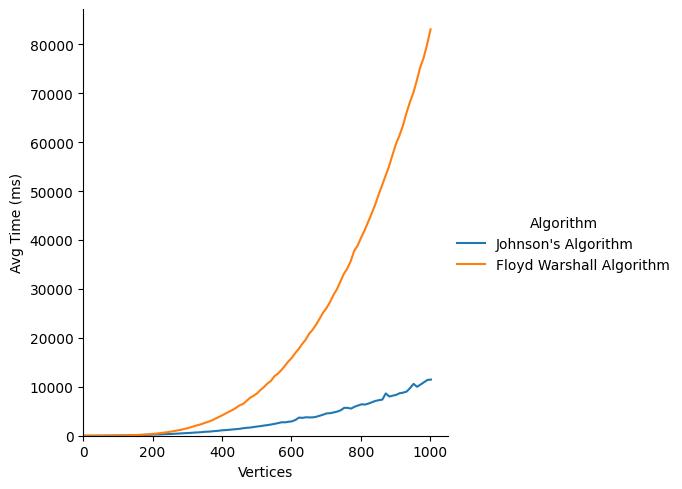 80000
70000
60000
50000
40000
30000
20000
10000
0
Avg Time (ms)
0 200 400 600 800 1000
Vertices
Algorithm
Johnson's Algorithm
Floyd Warshall Algorithm